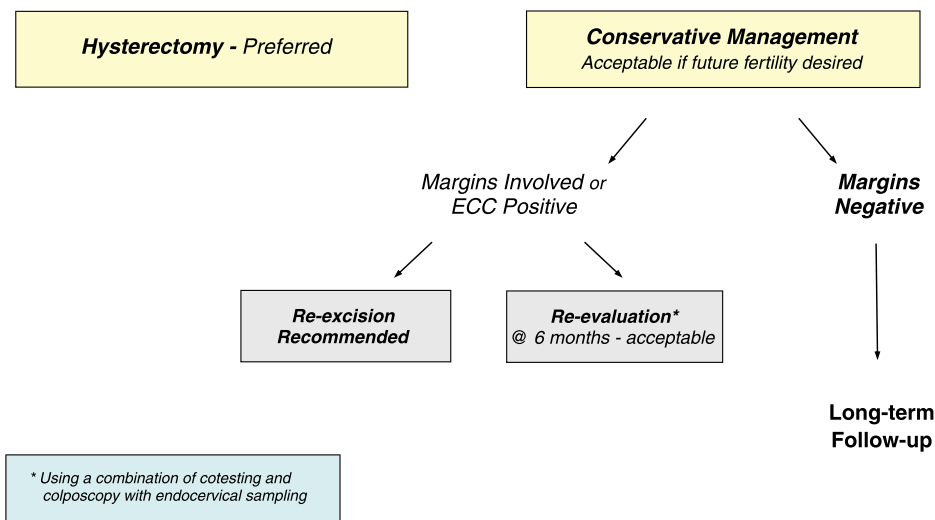 Hysterectomy - Preferred
Conservative Management
Acceptable if future fertility desired
Margins Involved or
ECC Positive
Margins
Negative
Re-excision
Recommended
Re-evaluation*
@ 6 months - acceptable
Long-term
Follow-up
* Using a combination of cotesting and
colposcopy with endocervical sampling